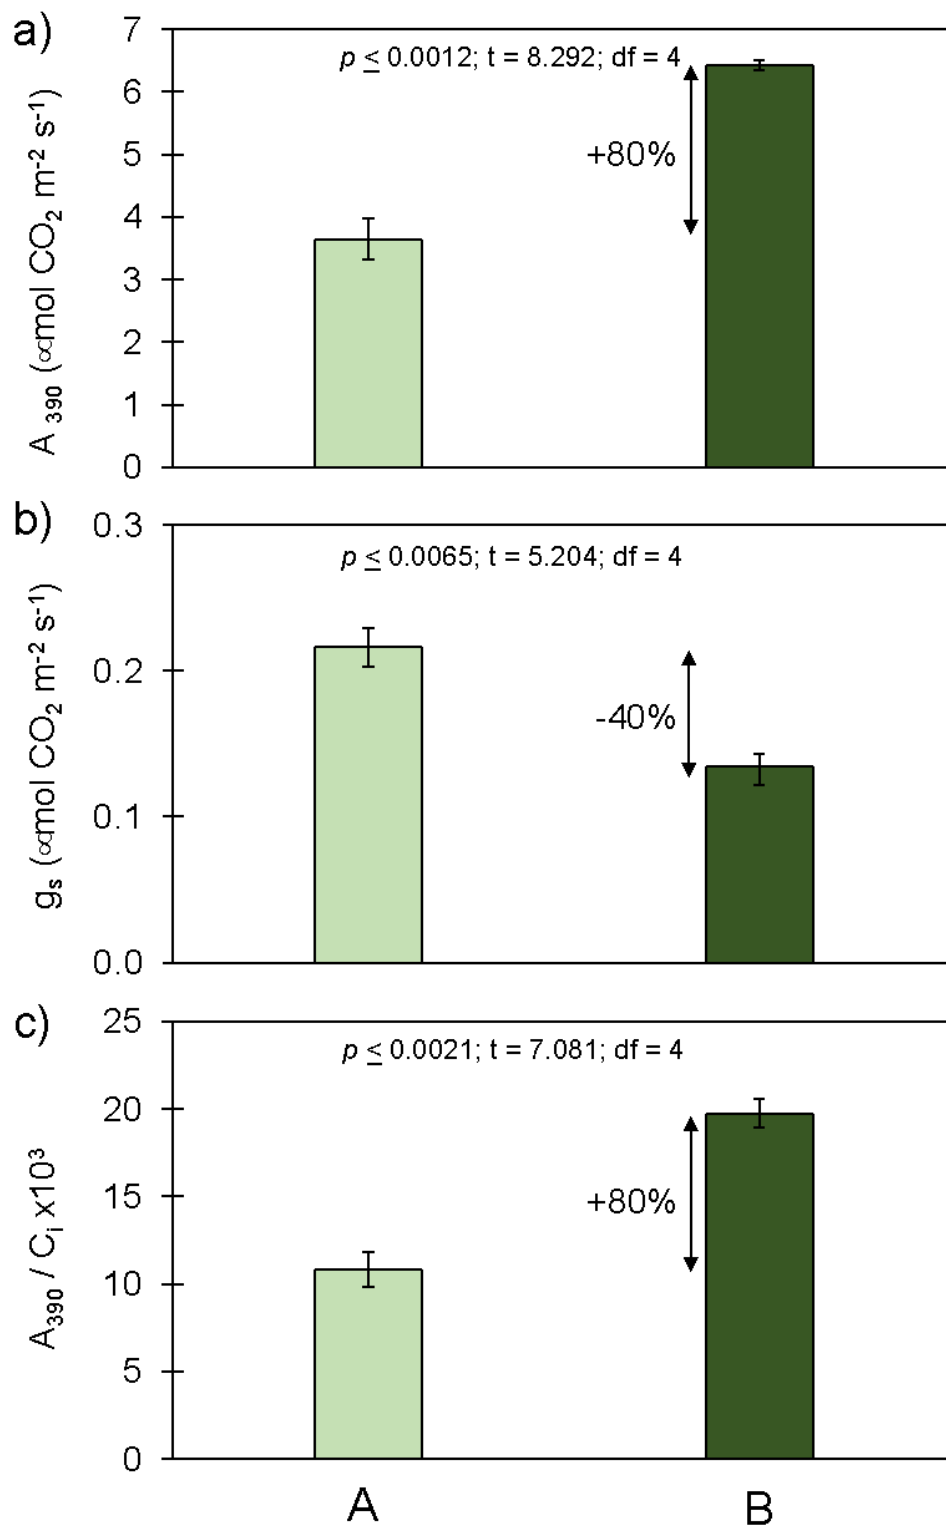 a)
7
6
5
4
3
2
1
0
A 390 (∝mol CO2 m-2 s-1)
p ≤ 0.0012; t = 8.292; df = 4
+80%
b)
0.3
0.2
0.1
0.0
gs (∝mol CO2 m-2 s-1)
p ≤ 0.0065; t = 5.204; df = 4
-40%
c)
25
20
15
10
5
0
A390 / Ci x10³
p ≤ 0.0021; t = 7.081; df = 4
+80%
A B